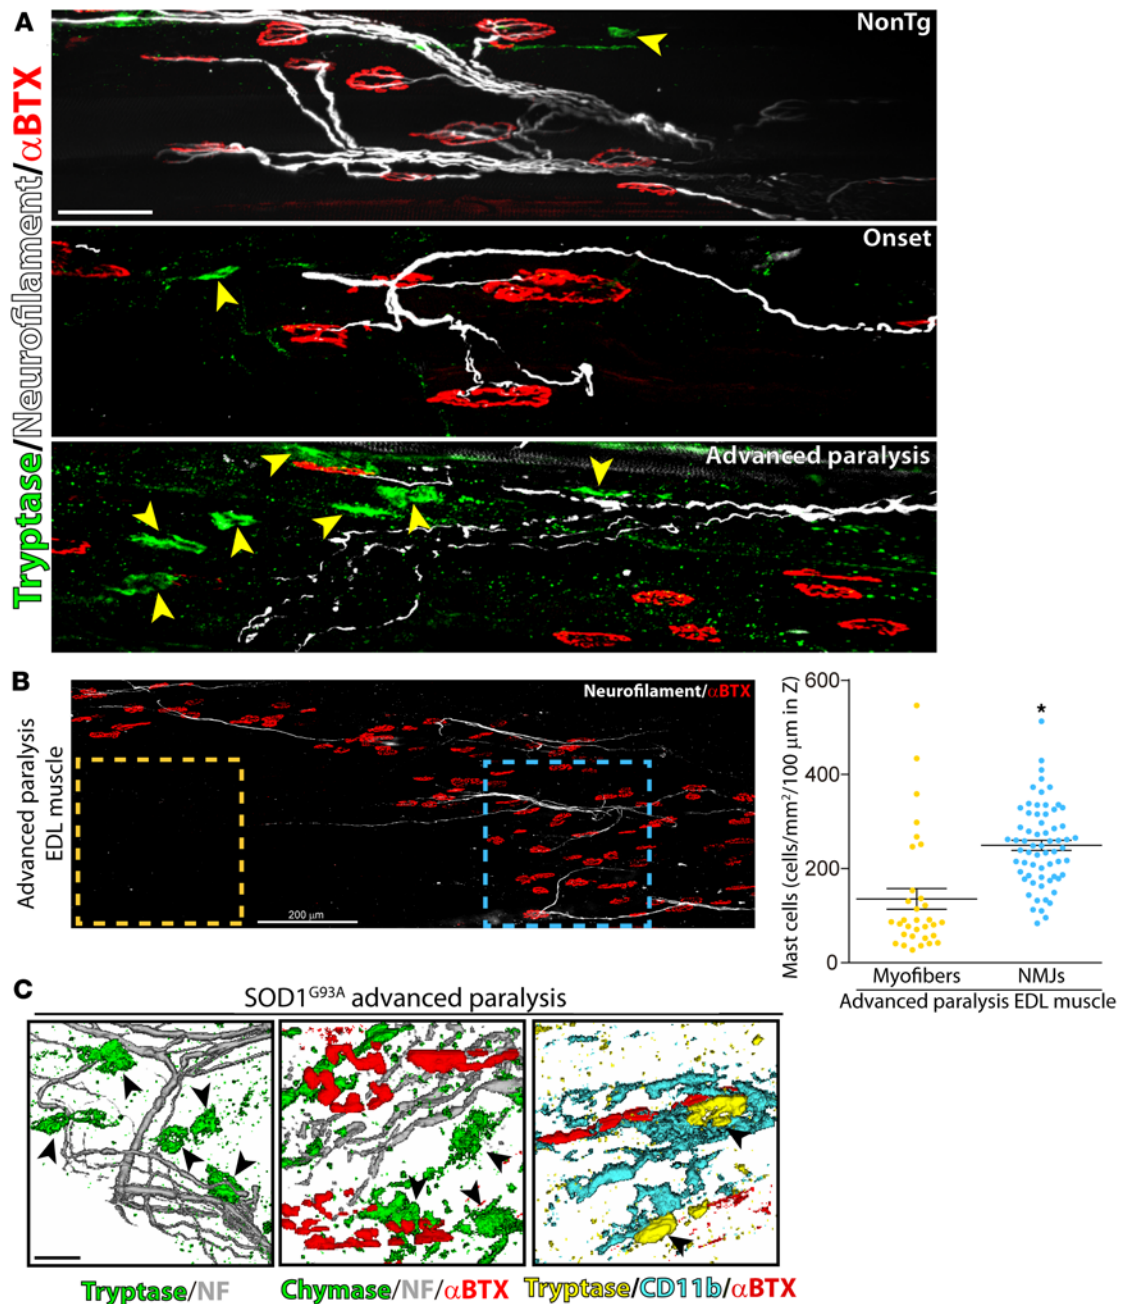 A
Tryptase/Neurofilament/αBTX
NonTg
Onset
Advanced paralysis
B
Advanced paralysis
EDL muscle
Neurofilament/αBTX
200 μm
Mast cells (cells/mm²/100 μm in Z)
600
400
200
0
*
Myofibers NMJs
Advanced paralysis EDL muscle
C
SOD1ᴳ⁹³ᴬ advanced paralysis
Tryptase/NF
Chymase/NF/αBTX
Tryptase/CD11b/αBTX